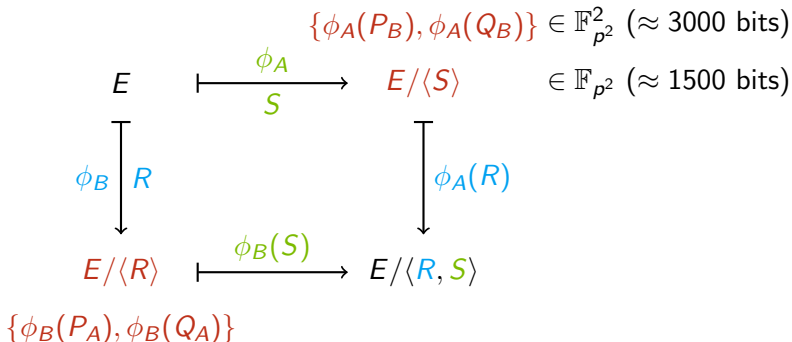 {ϕ_A(P_B), ϕ_A(Q_B)} ∈ 𝔽²_{p²} (≈ 3000 bits)
E ϕ_A E/⟨S⟩ ∈ 𝔽_{p²} (≈ 1500 bits)
S
ϕ_B R ϕ_A(R)
ϕ_B(S)
E/⟨R⟩ E/⟨R, S⟩
{ϕ_B(P_A), ϕ_B(Q_A)}